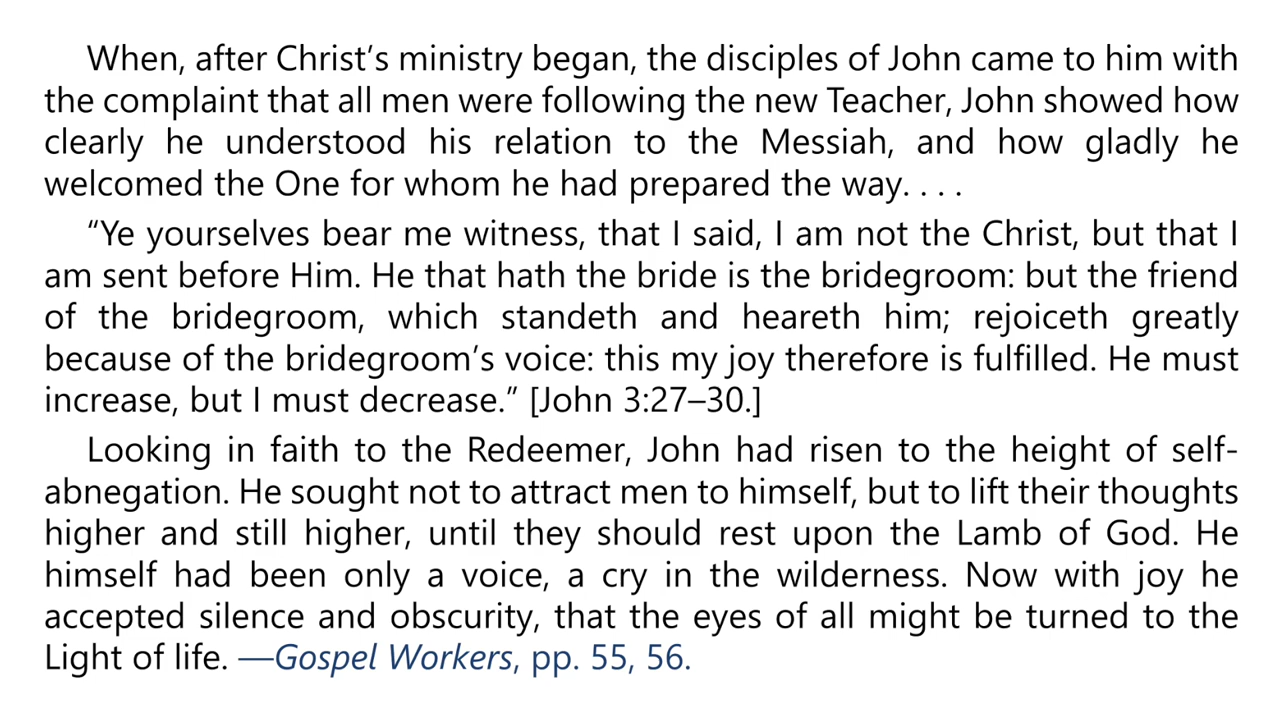 When, after Christ’s ministry began, the disciples of John came to him with
the complaint that all men were following the new Teacher, John showed how
clearly he understood his relation to the Messiah, and how gladly he
welcomed the One for whom he had prepared the way. . . .
“Ye yourselves bear me witness, that I said, I am not the Christ, but that I
am sent before Him. He that hath the bride is the bridegroom: but the friend
of the bridegroom, which standeth and heareth him; rejoiceth greatly
because of the bridegroom’s voice: this my joy therefore is fulfilled. He must
increase, but I must decrease.” [John 3:27–30.]
Looking in faith to the Redeemer, John had risen to the height of self-
abnegation. He sought not to attract men to himself, but to lift their thoughts
higher and still higher, until they should rest upon the Lamb of God. He
himself had been only a voice, a cry in the wilderness. Now with joy he
accepted silence and obscurity, that the eyes of all might be turned to the
Light of life. —Gospel Workers, pp. 55, 56.